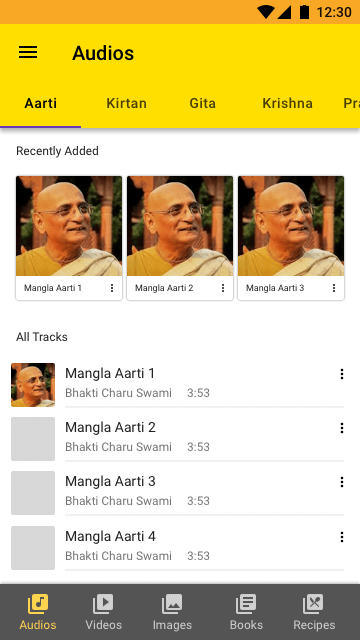 12:30
Audios
Aarti Kirtan Gita Krishna Pra
Recently Added
Mangla Aarti 1 Mangla Aarti 2 Mangla Aarti 3
All Tracks
Mangla Aarti 1
Bhakti Charu Swami 3:53
Mangla Aarti 2
Bhakti Charu Swami 3:53
Mangla Aarti 3
Bhakti Charu Swami 3:53
Mangla Aarti 4
Bhakti Charu Swami 3:53
Audios Videos Images Books Recipes